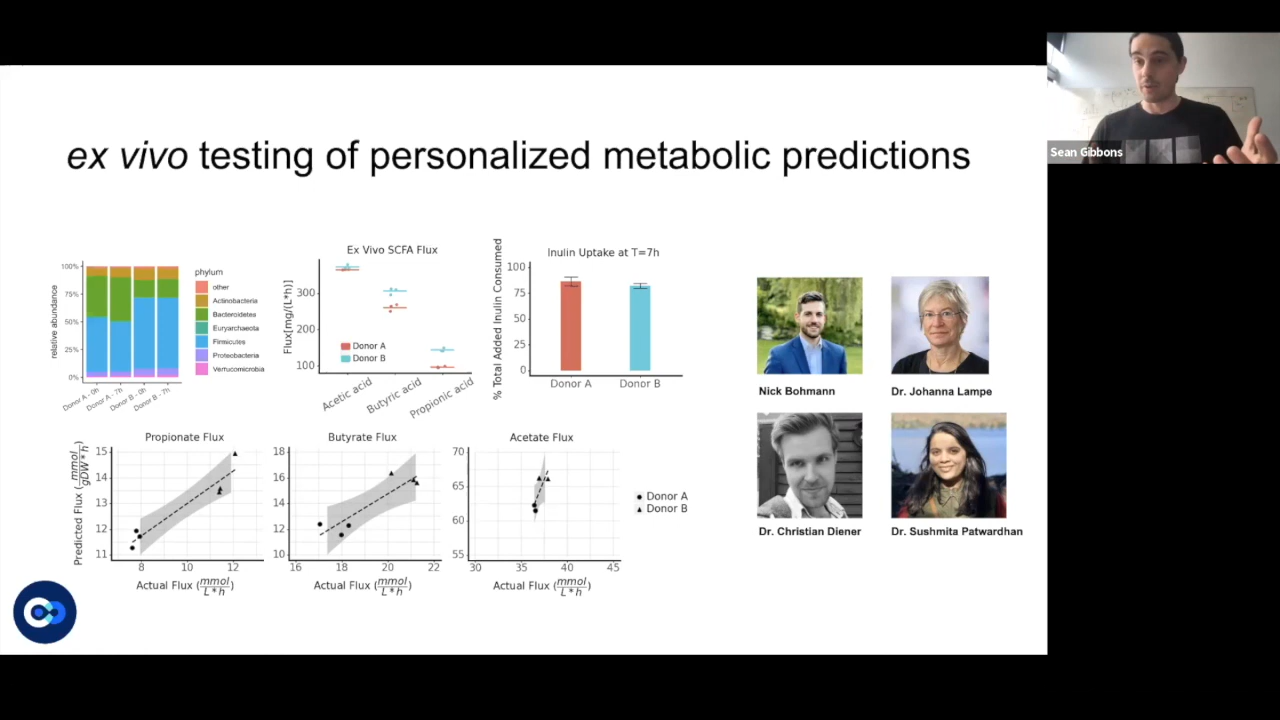 Sean Gibbons
ex vivo testing of personalized metabolic predictions
100%
75%
50%
25%
0%
relative abundance
Donor A - 0h
Donor A - 7h
Donor B - 0h
Donor B - 7h
phylum
other
Actinobacteria
Bacteroidetes
Euryarchaeota
Firmicutes
Proteobacteria
Verrucomicrobia
Ex Vivo SCFA Flux
Flux[mg/(L*h)]
300
200
100
Donor A
Donor B
Acetic acid
Butyric acid
Propionic acid
Inulin Uptake at T=7h
% Total Added Inulin Consumed
100
75
50
25
0
Donor A
Donor B
Propionate Flux
Predicted Flux (mmol/gDW*h)
15
14
13
12
11
8
10
12
Actual Flux (mmol/L*h)
Butyrate Flux
18
16
14
12
10
16
18
20
22
Actual Flux (mmol/L*h)
Acetate Flux
70
65
60
55
30
35
40
45
Actual Flux (mmol/L*h)
Donor A
Donor B
Nick Bohmann
Dr. Johanna Lampe
Dr. Christian Diener
Dr. Sushmita Patwardhan